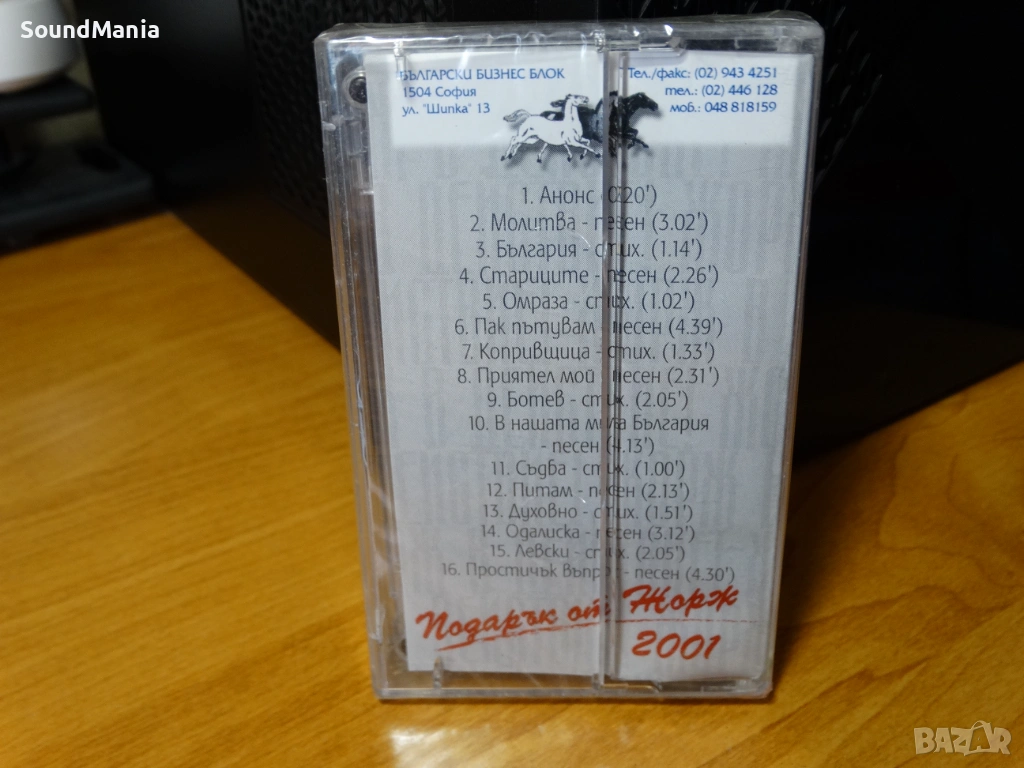 SoundMania
БЪЛГАРСКИ БИЗНЕС БЛОК
1504 София
ул. "Шипка" 13
Тел./факс: (02) 943 4251
тел.: (02) 446 128
моб.: 048 818159
1. Анонс (0.20')
2. Молитва - песен (3.02')
3. България - стих. (1.14')
4. Стариците - песен (2.26')
5. Омраза - стих. (1.02')
6. Пак пътувам - песен (4.39')
7. Копривщица - стих. (1.33')
8. Приятел мой - песен (2.31')
9. Ботев - стих. (2.05')
10. В нашата мила България
- песен (4.13')
11. Съдба - стих. (1.00')
12. Питам - песен (2.13')
13. Духовно - стих. (1.51')
14. Одалиска - песен (3.12')
15. Левски - стих. (2.05')
16. Простичък въпрос - песен (4.30')
Подарък от Жорж
2001
BAZAR